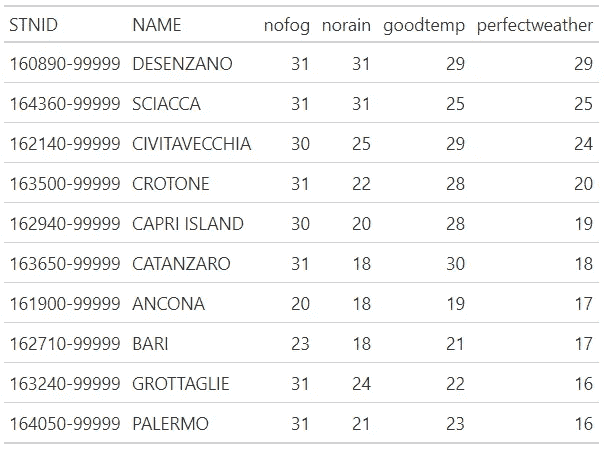 STNID NAME nofog norain goodtemp perfectweather
160890-99999 DESENZANO 31 31 29 29
164360-99999 SCIACCA 31 31 25 25
162140-99999 CIVITAVECCHIA 30 25 29 24
163500-99999 CROTONE 31 22 28 20
162940-99999 CAPRI ISLAND 30 20 28 19
163650-99999 CATANZARO 31 18 30 18
161900-99999 ANCONA 20 18 19 17
162710-99999 BARI 23 18 21 17
163240-99999 GROTTAGLIE 31 24 22 16
164050-99999 PALERMO 31 21 23 16